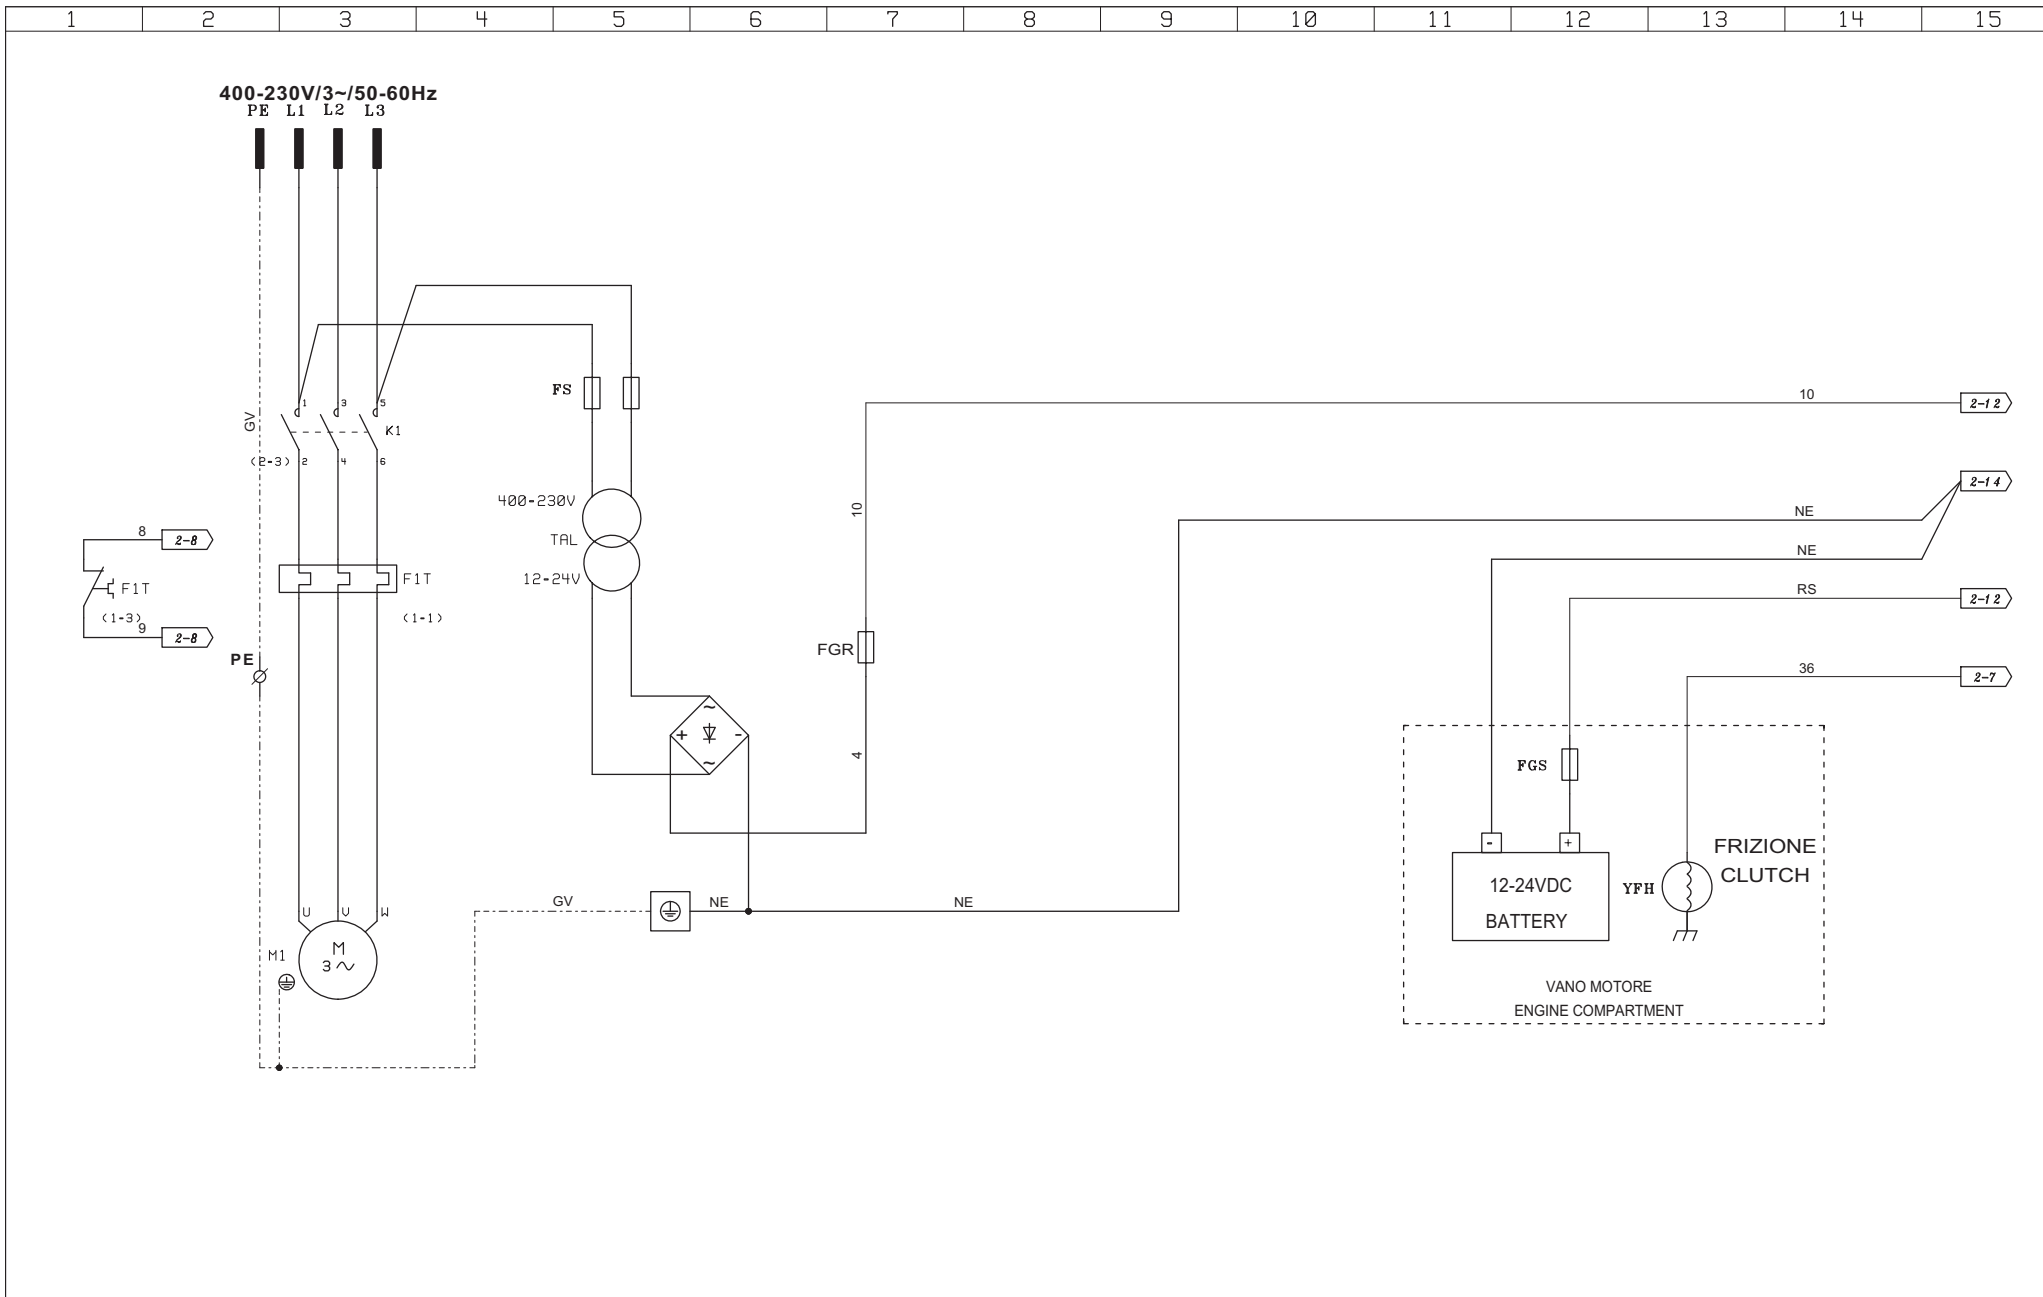 1 2 3 4 5 6 7 8 9 10 11 12 13 14 15
400-230V/3~/50-60Hz
PE L1 L2 L3
FS
10
2-12
1 3 5
GV
K1
(2-3) 2 4 6
2-14
400-230V
10
NE
8
2-8
TAL
NE
F1T
F1T
12-24V
RS
2-12
(1-3)
9
2-8
(1-1)
FGR
PE
36
2-7
~
+ -
~
4
FGS
- +
FRIZIONE
CLUTCH
12-24VDC
BATTERY
YFH
GV
NE
NE
U V W
M1
M
3~
VANO MOTORE
ENGINE COMPARTMENT